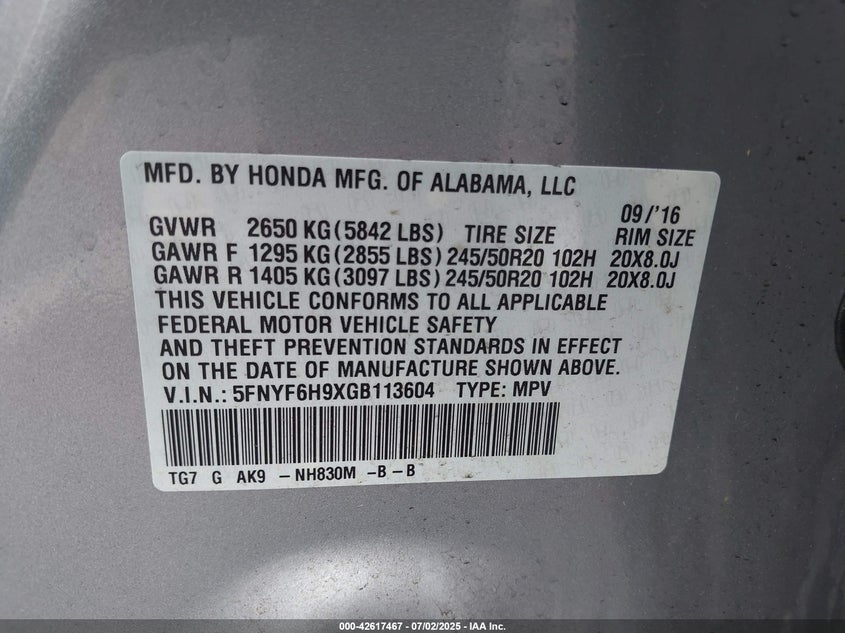 MFD. BY HONDA MFG. OF ALABAMA, LLC
09/'16
GVWR 2650 KG(5842 LBS) TIRE SIZE RIM SIZE
GAWR F 1295 KG(2855 LBS)245/50R20 102H 20X8.0J
GAWR R 1405 KG(3097 LBS)245/50R20 102H 20X8.0J
THIS VEHICLE CONFORMS TO ALL APPLICABLE
FEDERAL MOTOR VEHICLE SAFETY
AND THEFT PREVENTION STANDARDS IN EFFECT
ON THE DATE OF MANUFACTURE SHOWN ABOVE.
V.I.N.: 5FNYF6H9XGB113604 TYPE: MPV
TG7 G AK9 -NH830M -B-B
000-42617467 - 07/02/2025 - IAA Inc.